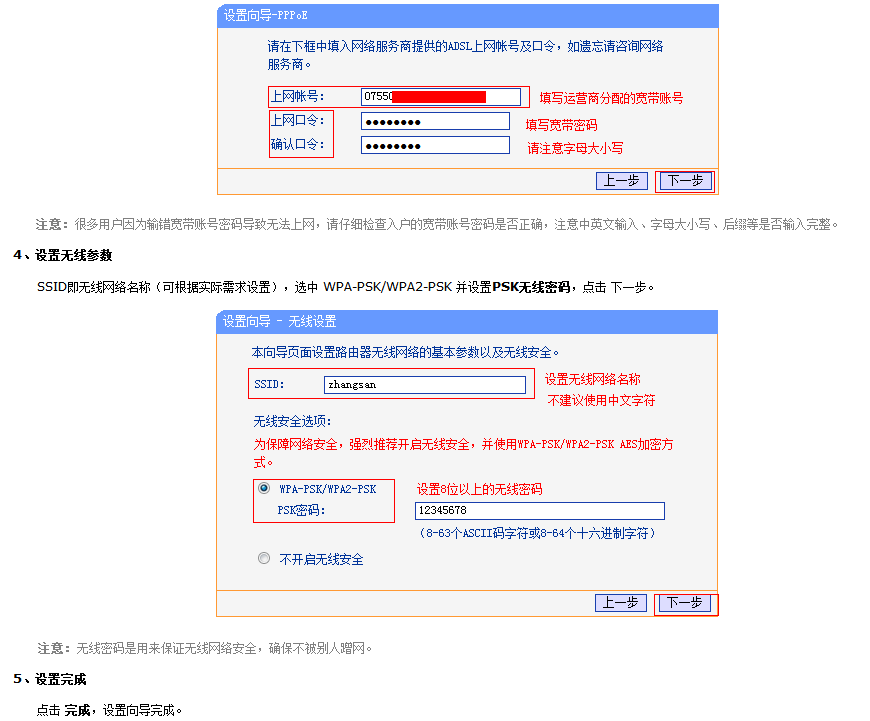 设置向导-PPPoE
请在下框中填入网络服务商提供的ADSL上网帐号及口令，如遗忘请咨询网络
服务商。
上网帐号： 0755 填写运营商分配的宽带账号
上网口令： ●●●●●●●● 填写宽带密码
确认口令： ●●●●●●●● 请注意字母大小写
上一步 下一步
注意：很多用户因为输错宽带账号密码导致无法上网，请仔细检查入户的宽带账号密码是否正确，注意中英文输入、字母大小写、后缀等是否输入完整。
4、设置无线参数
SSID即无线网络名称（可根据实际需求设置），选中 WPA-PSK/WPA2-PSK 并设置PSK无线密码，点击 下一步。
设置向导 - 无线设置
本向导页面设置路由器无线网络的基本参数以及无线安全。
SSID： zhangsan 设置无线网络名称
不建议使用中文字符
无线安全选项：
为保障网络安全，强烈推荐开启无线安全，并使用WPA-PSK/WPA2-PSK AES加密方
式。
WPA-PSK/WPA2-PSK 设置8位以上的无线密码
PSK密码： 12345678
（8-63个ASCII码字符或8-64个十六进制字符）
不开启无线安全
上一步 下一步
注意：无线密码是用来保证无线网络安全，确保不被别人蹭网。
5、设置完成
点击 完成，设置向导完成。